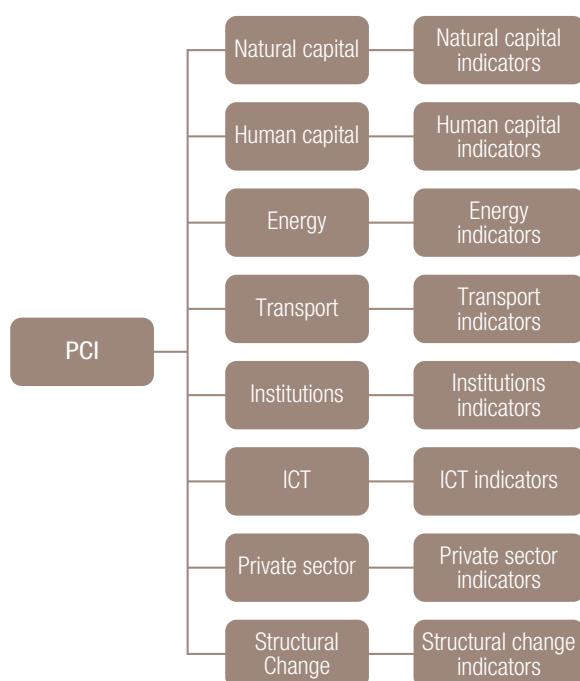 Natural capital
Natural capital
indicators
Human capital
Human capital
indicators
Energy
Energy
indicators
Transport
Transport
indicators
PCI
Institutions
Institutions
indicators
ICT
ICT indicators
Private sector
Private sector
indicators
Structural
Change
Structural change
indicators